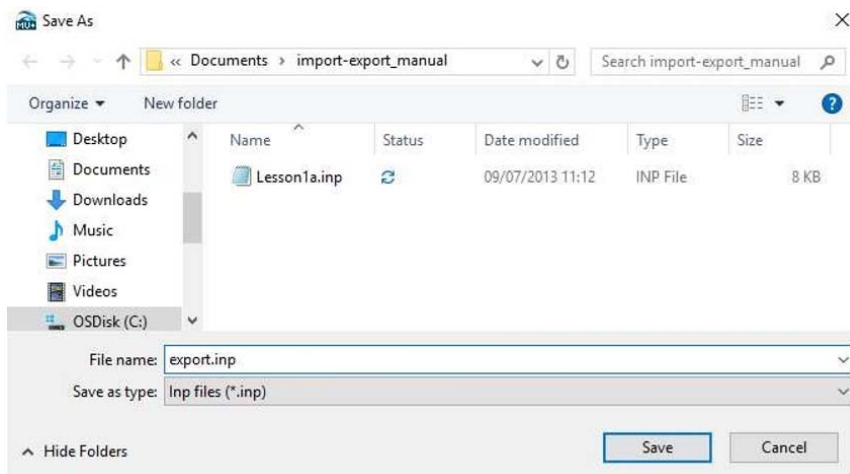 MU+ Save As
« Documents › import-export_manual Search import-export_manual
Organize New folder ?
Desktop Name Status Date modified Type Size
Documents Lesson1a.inp 09/07/2013 11:12 INP File 8 KB
Downloads
Music
Pictures
Videos
OSDisk (C:)
File name: export.inp
Save as type: Inp files (*.inp)
Hide Folders Save Cancel